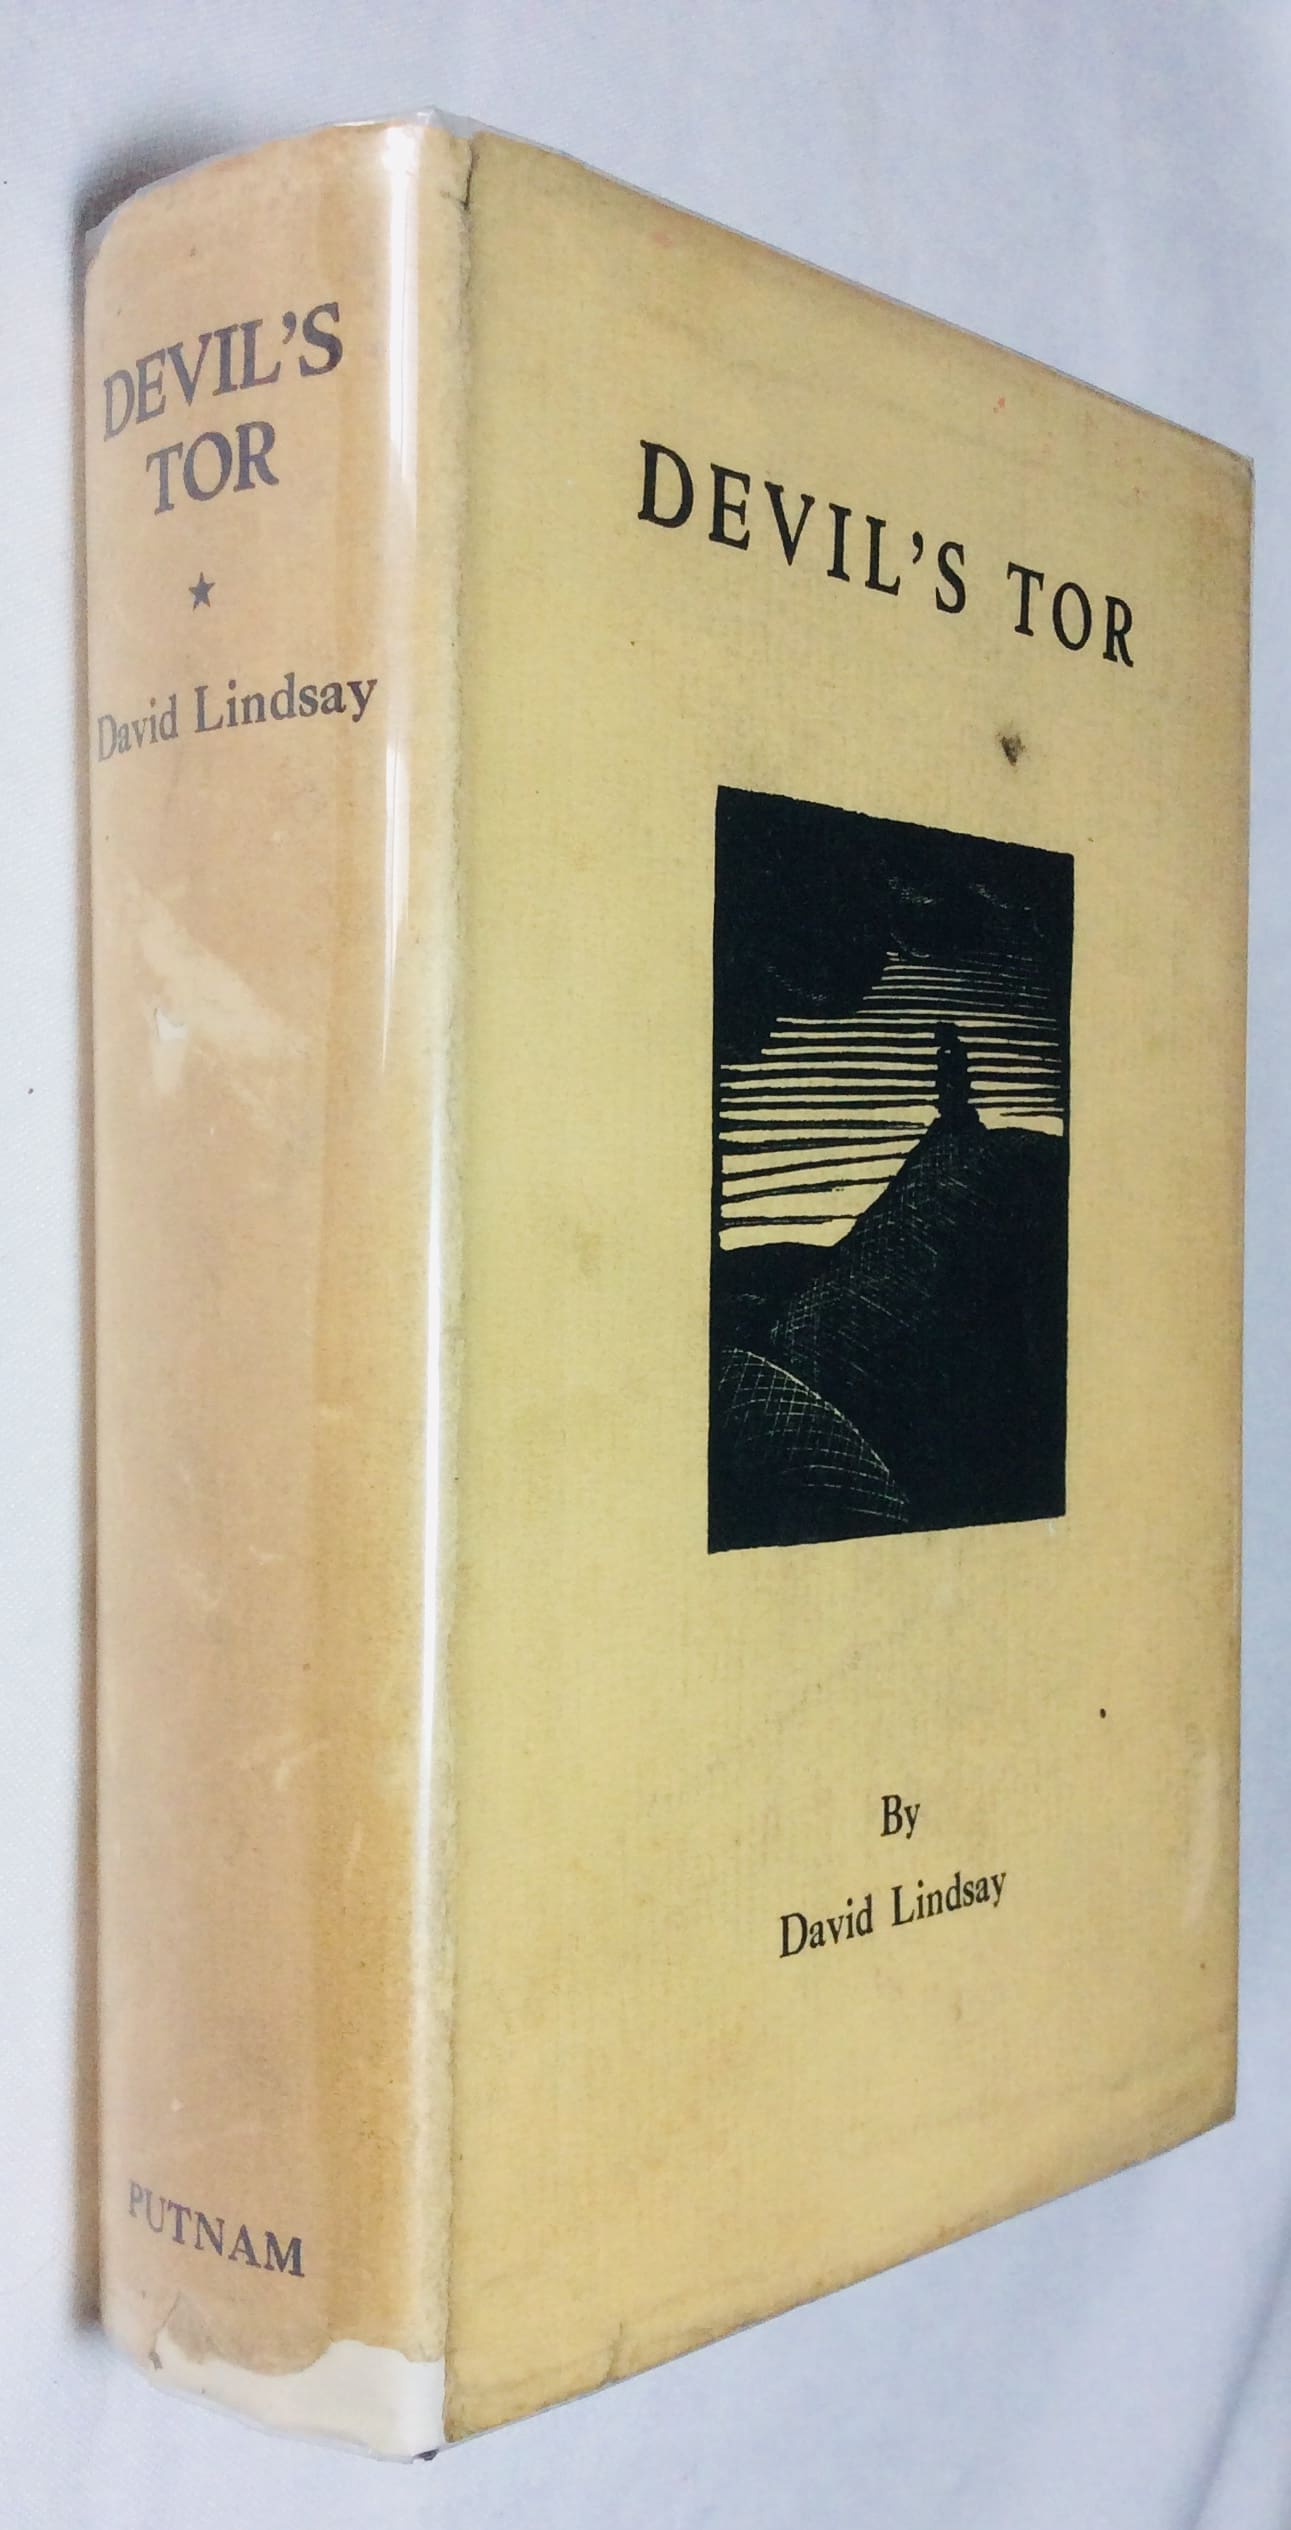 DEVIL'S
TOR
David Lindsay
PUTNAM
DEVIL'S TOR
By
David Lindsay